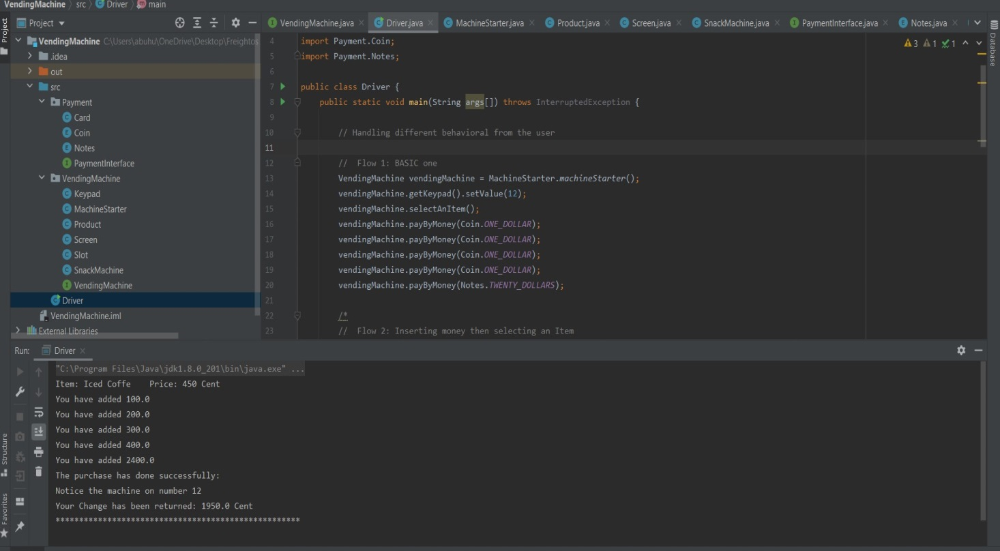 VendingMachine src Driver main
Project
VendingMachine.java Driver.java MachineStarter.java Product.java Screen.java SnackMachine.java PaymentInterface.java Notes.java
Project
Database
VendingMachine C:\Users\abuhu\OneDrive\Desktop\Freightos
.idea
out
src
Payment
Card
Coin
Notes
PaymentInterface
VendingMachine
Keypad
MachineStarter
Product
Screen
Slot
SnackMachine
VendingMachine
Driver
VendingMachine.iml
External Libraries
3 1 1
4 import Payment.Coin;
5 import Payment.Notes;
6
7 public class Driver {
8 public static void main(String args[]) throws InterruptedException {
9
10 // Handling different behavioral from the user
11
12 // Flow 1: BASIC one
13 VendingMachine vendingMachine = MachineStarter.machineStarter();
14 vendingMachine.getKeypad().setValue(12);
15 vendingMachine.selectAnItem();
16 vendingMachine.payByMoney(Coin.ONE_DOLLAR);
17 vendingMachine.payByMoney(Coin.ONE_DOLLAR);
18 vendingMachine.payByMoney(Coin.ONE_DOLLAR);
19 vendingMachine.payByMoney(Coin.ONE_DOLLAR);
20 vendingMachine.payByMoney(Notes.TWENTY_DOLLARS);
21
22 /*
23 // Flow 2: Inserting money then selecting an Item
Run: Driver
"C:\Program Files\Java\jdk1.8.0_201\bin\java.exe" ...
Item: Iced Coffe Price: 450 Cent
You have added 100.0
You have added 200.0
You have added 300.0
You have added 400.0
You have added 2400.0
The purchase has done successfully:
Notice the machine on number 12
Your Change has been returned: 1950.0 Cent
****************************************************
Structure
Favorites